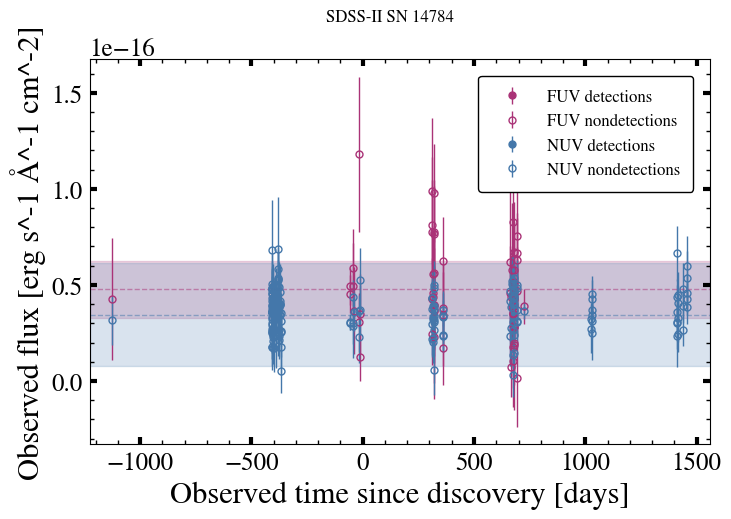 SDSS-II SN 14784
1e−16
FUV detections
FUV nondetections
NUV detections
NUV nondetections
1.5
1.0
0.5
0.0
Observed flux [erg s^-1 Å^-1 cm^-2]
−1000
−500
0
500
1000
1500
Observed time since discovery [days]